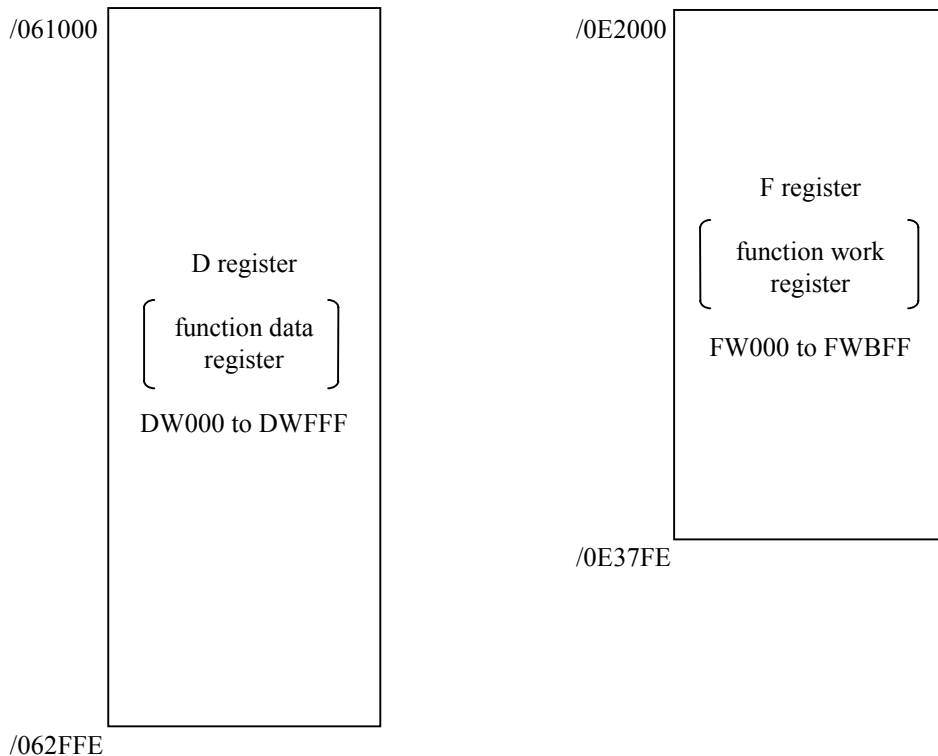 /061000
D register
function data
register
DW000 to DWFFF
/062FFE
/0E2000
F register
function work
register
FW000 to FWBFF
/0E37FE